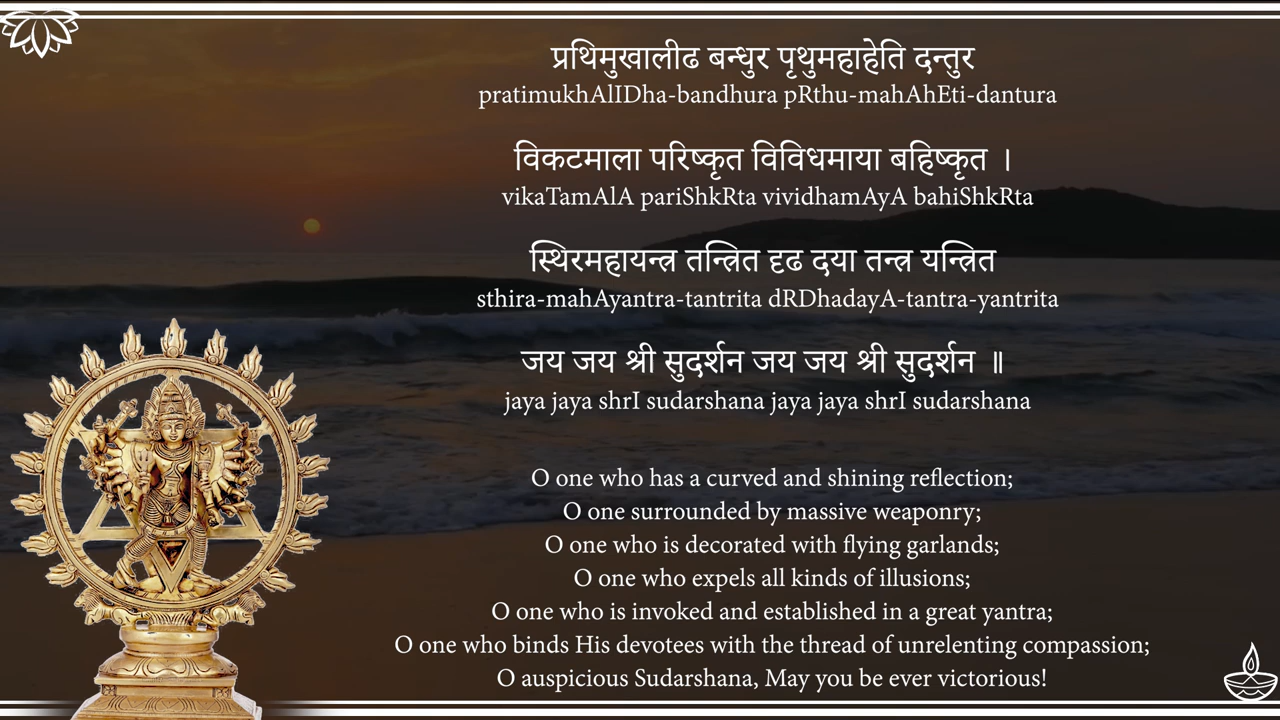 प्रथिमुखालीढ बन्धुर पृथुमहाहेति दन्तुर
pratimukhAlIDha-bandhura pRthu-mahAhEti-dantura
विकटमाला परिष्कृत विविधमाया बहिष्कृत ।
vikaTamAlA pariShkRta vividhamAyA bahiShkRta
स्थिरमहायन्त्र तन्त्रित दृढ दया तन्त्र यन्त्रित
sthira-mahAyantra-tantrita dRDhadayA-tantra-yantrita
जय जय श्री सुदर्शन जय जय श्री सुदर्शन ॥
jaya jaya shrI sudarshana jaya jaya shrI sudarshana
O one who has a curved and shining reflection;
O one surrounded by massive weaponry;
O one who is decorated with flying garlands;
O one who expels all kinds of illusions;
O one who is invoked and established in a great yantra;
O one who binds His devotees with the thread of unrelenting compassion;
O auspicious Sudarshana, May you be ever victorious!